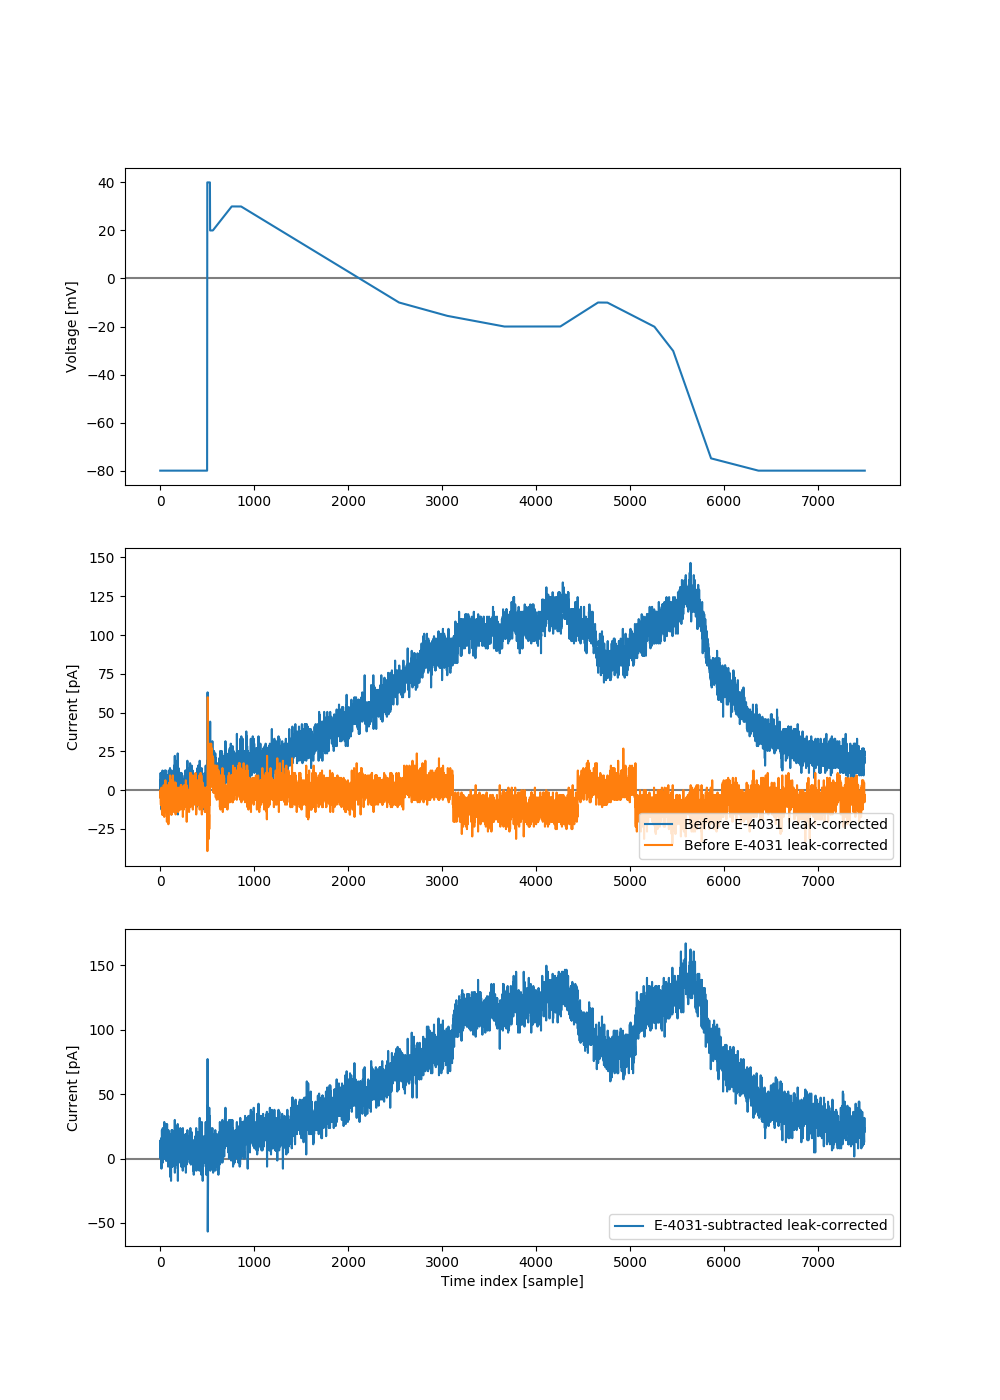 40
20
0
−20
−40
−60
−80
Voltage [mV]
0 1000 2000 3000 4000 5000 6000 7000
150
125
100
75
50
25
0
−25
Current [pA]
Before E-4031 leak-corrected
Before E-4031 leak-corrected
0 1000 2000 3000 4000 5000 6000 7000
150
100
50
0
−50
Current [pA]
E-4031-subtracted leak-corrected
0 1000 2000 3000 4000 5000 6000 7000
Time index [sample]